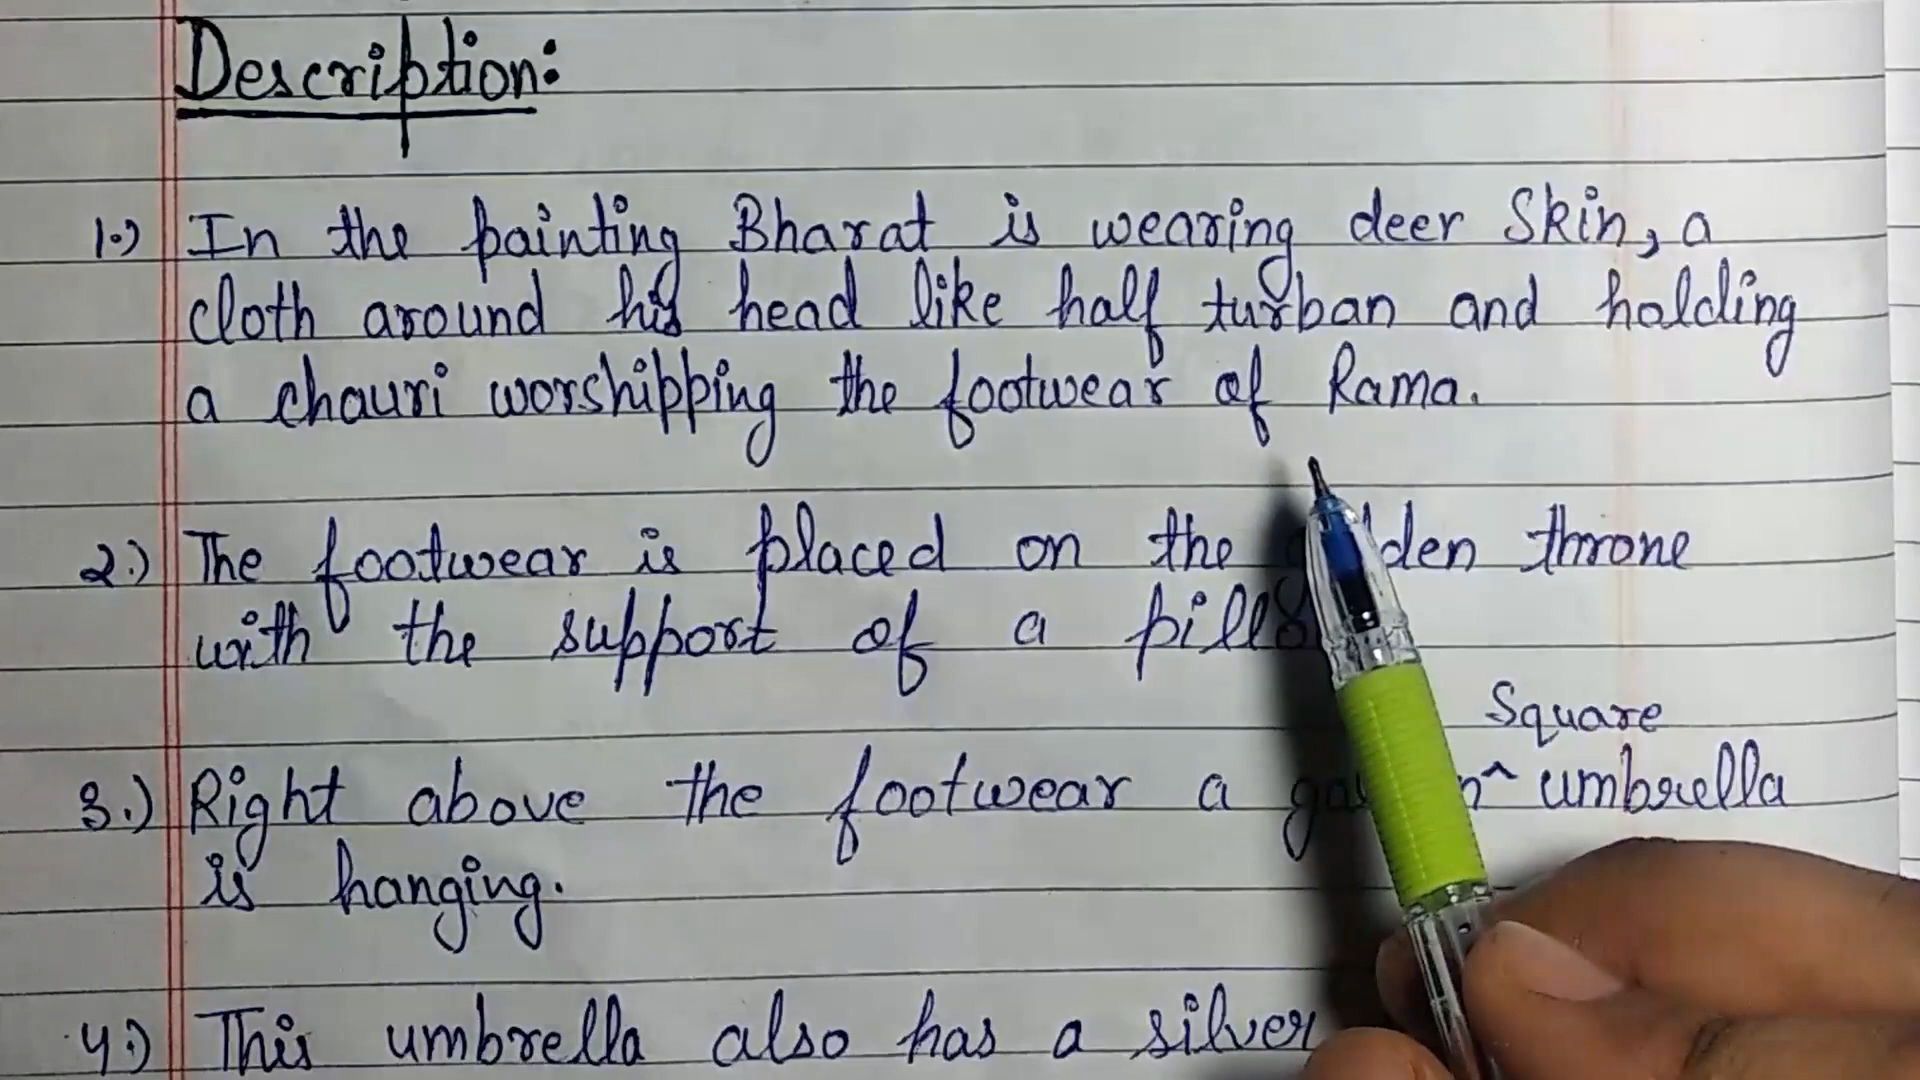 Description:
1.) In the painting Bharat is wearing deer Skin, a
cloth around his head like half turban and holding
a chauri worshipping the footwear of Rama.
2.) The footwear is placed on the throne
with the support of a
Square
3.) Right above the footwear a ^ umbrella
is hanging.
4.) This umbrella also has a silver